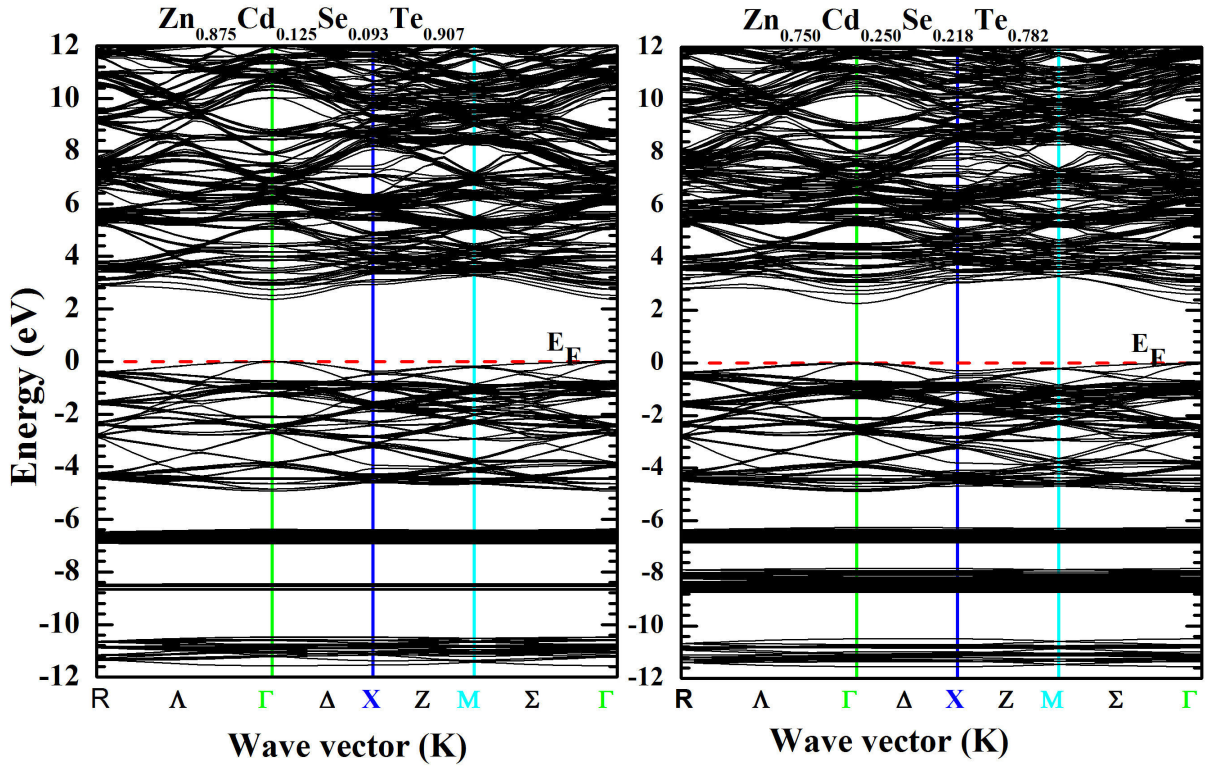 Zn0.875Cd0.125Se0.093Te0.907
12
10
8
6
4
2
0
-2
-4
-6
-8
-10
-12
Energy (eV)
EF
R Λ Γ Δ X Z M Σ Γ
Wave vector (K)
Zn0.750Cd0.250Se0.218Te0.782
12
10
8
6
4
2
0
-2
-4
-6
-8
-10
-12
EF
R Λ Γ Δ X Z M Σ Γ
Wave vector (K)